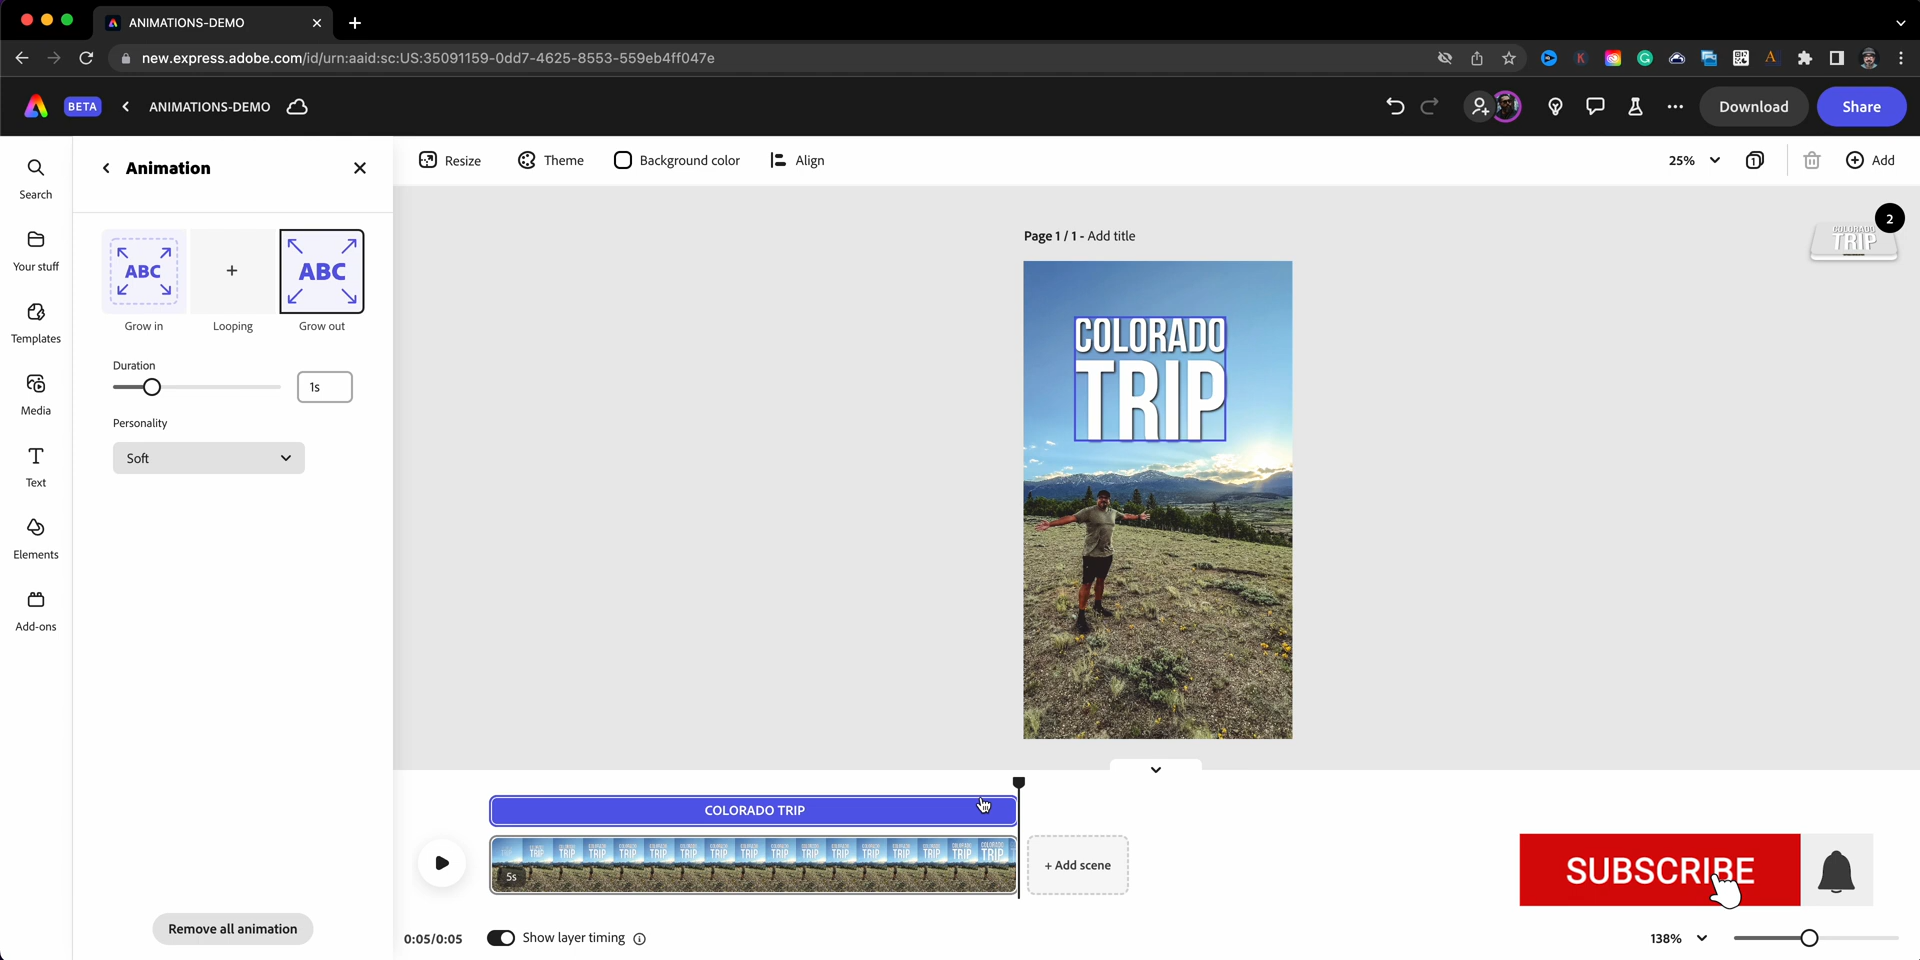 ANIMATIONS-DEMO
new.express.adobe.com/id/urn:aaid:sc:US:35091159-0dd7-4625-8553-559eb4ff047e
BETA
ANIMATIONS-DEMO
Download
Share
Search
Your stuff
Templates
Media
Text
Elements
Add-ons
Animation
ABC
ABC
Grow in
Looping
Grow out
Duration
1s
Personality
Soft
Remove all animation
Resize
Theme
Background color
Align
25%
1
Add
Page 1 / 1 - Add title
2
COLORADO
TRIP
COLORADO
TRIP
COLORADO TRIP
5s
+ Add scene
0:05/0:05
Show layer timing
SUBSCRIBE
138%